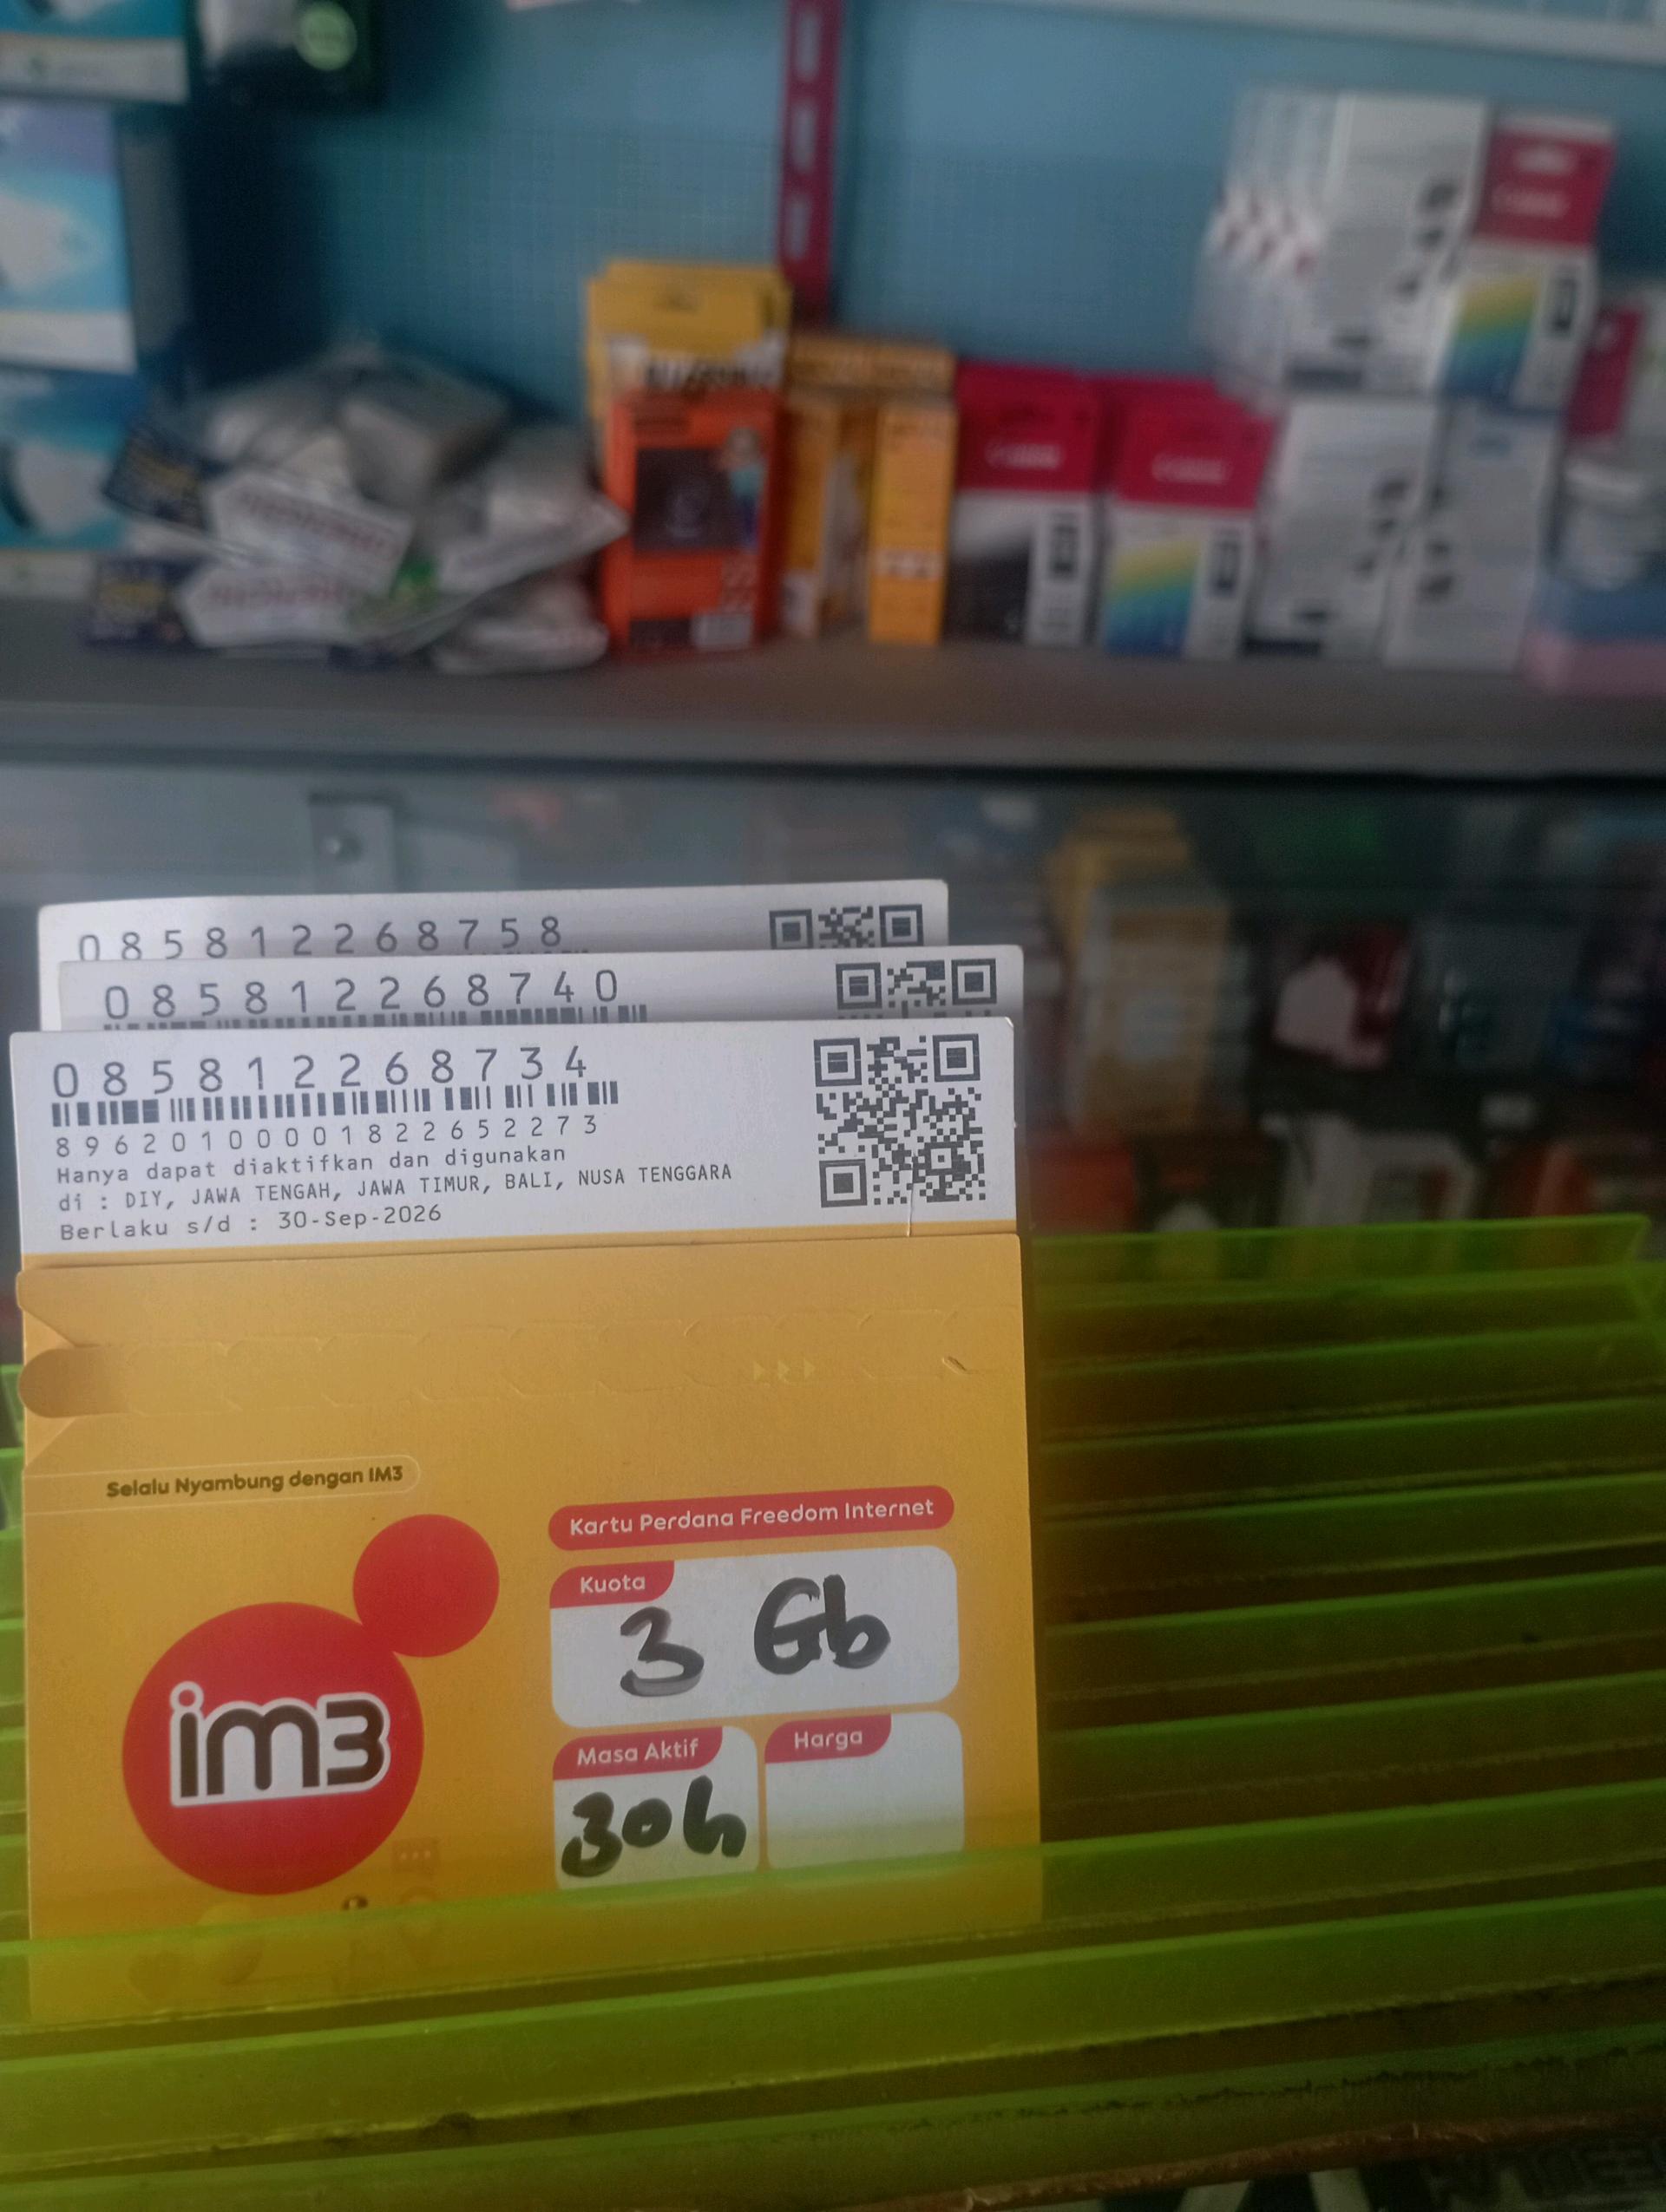 085812268758
085812268740
085812268734
89620100001822652273
Hanya dapat diaktifkan dan digunakan
di : DIY, JAWA TENGAH, JAWA TIMUR, BALI, NUSA TENGGARA
Berlaku s/d : 30-Sep-2026
Selalu Nyambung dengan IM3
Kartu Perdana Freedom Internet
Kuota
3 Gb
im3
Masa Aktif
Harga
30h